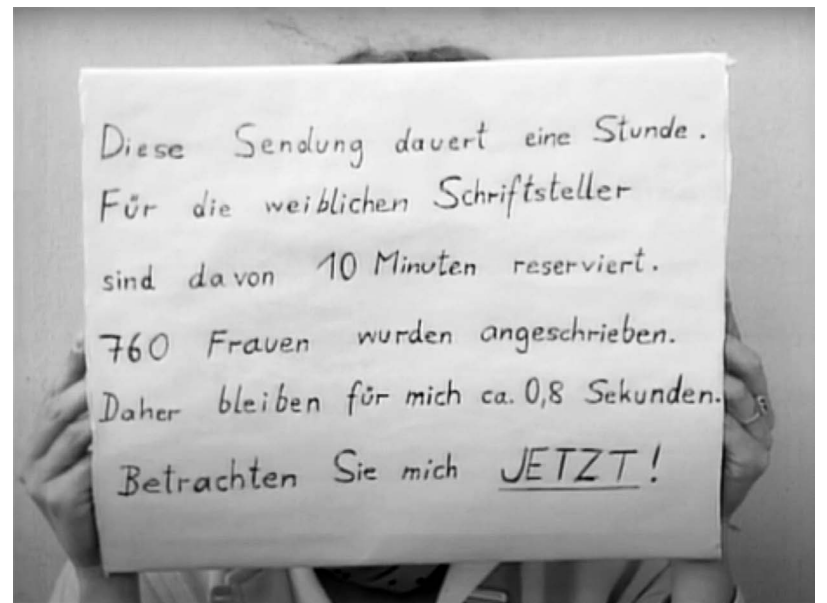 Diese Sendung dauert eine Stunde.
Für die weiblichen Schriftsteller
sind davon 10 Minuten reserviert.
760 Frauen wurden angeschrieben.
Daher bleiben für mich ca. 0,8 Sekunden.
Betrachten Sie mich JETZT!